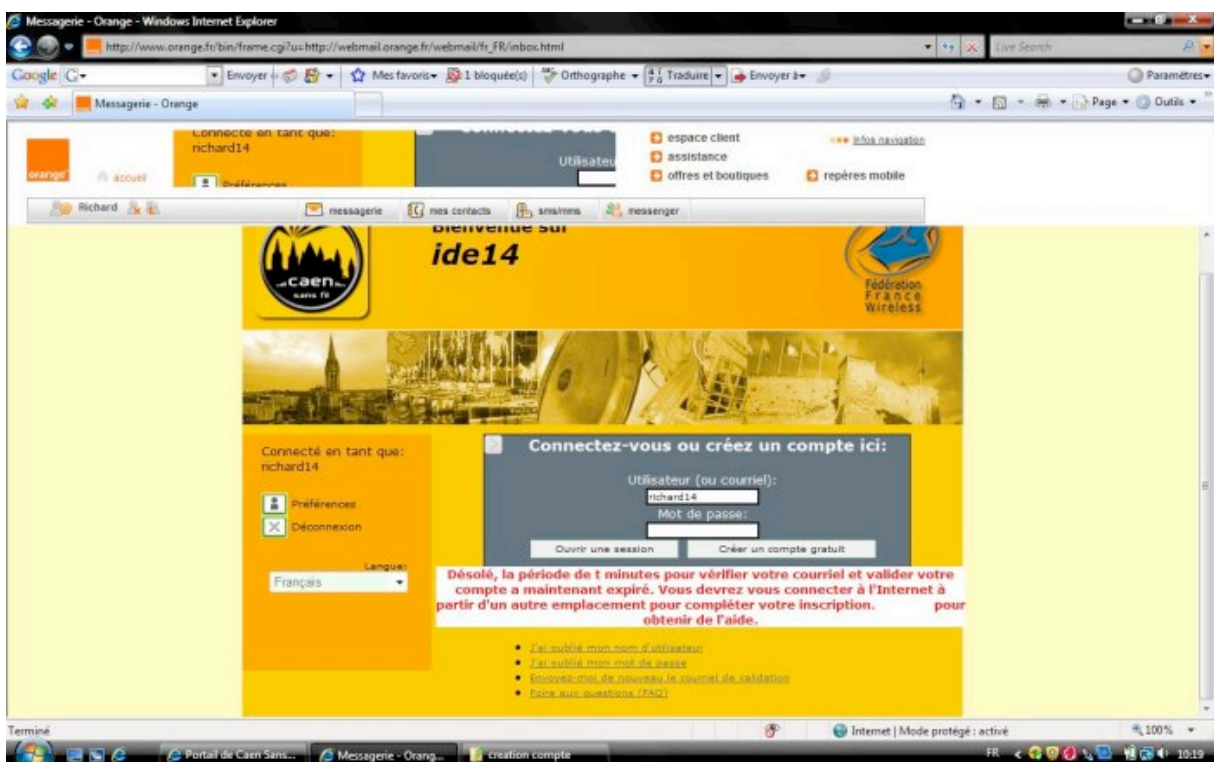 Messagerie - Orange - Windows Internet Explorer
http://www.orange.fr/bin/frame.cgi?u=http://webmail.orange.fr/webmail/fr_FR/inbox.html
Live Search
Google
Envoyer
Mes favoris
1 bloquée(s)
Orthographe
Traduire
Envoyer à
Paramètres
Messagerie - Orange
Page
Outils
Connecté en tant que:
richard14
Préférences
Utilisateu
orange
accueil
espace client
assistance
offres et boutiques
repères mobile
infos navigation
Richard
messagerie
mes contacts
sms/mms
messenger
Bienvenue sur
ide14
caen
sans fil
Fédération
France
Wireless
Connecté en tant que:
richard14
Préférences
Déconnexion
Langue:
Français
Connectez-vous ou créez un compte ici:
Utilisateur (ou courriel):
richard14
Mot de passe:
Ouvrir une session
Créer un compte gratuit
Désolé, la période de t minutes pour vérifier votre courriel et valider votre
compte a maintenant expiré. Vous devrez vous connecter à l'Internet à
partir d'un autre emplacement pour compléter votre inscription. pour
obtenir de l'aide.
J'ai oublié mon nom d'utilisateur
J'ai oublié mon mot de passe
Envoyez-moi de nouveau le courriel de validation
Foire aux questions (FAQ)
Terminé
Internet | Mode protégé : activé
100%
Portail de Caen Sans...
Messagerie - Orang...
creation compte
FR
10:19